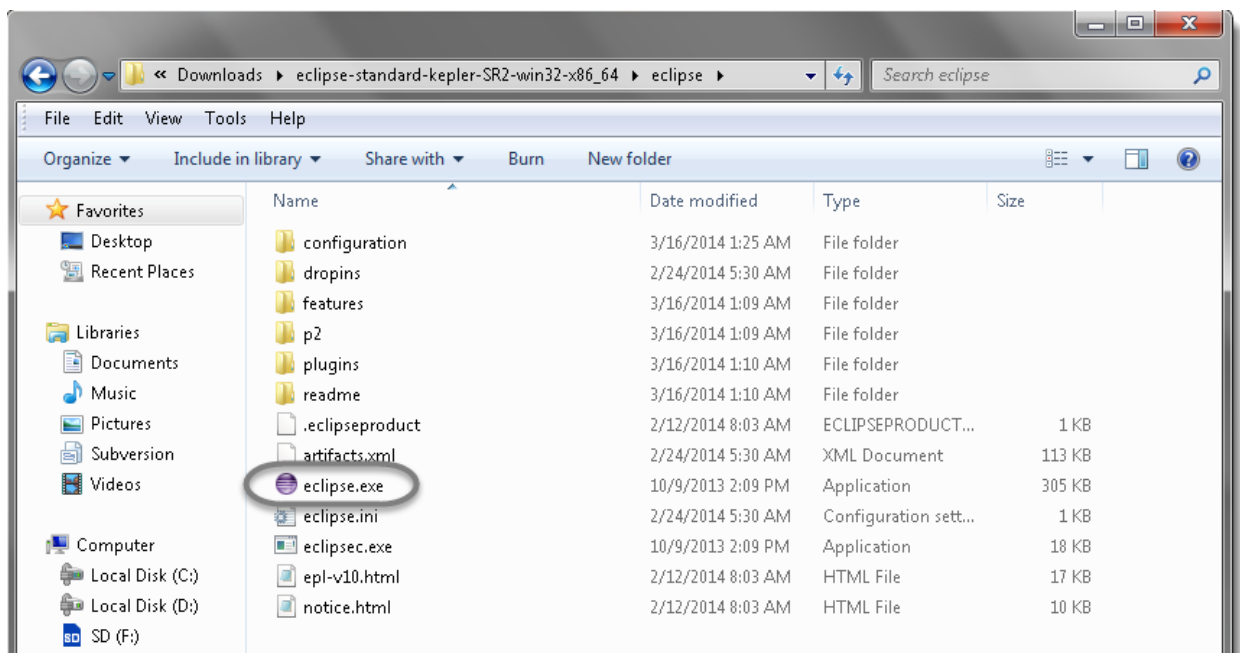 « Downloads ▸ eclipse-standard-kepler-SR2-win32-x86_64 ▸ eclipse ▸ Search eclipse
File Edit View Tools Help
Organize ▼ Include in library ▼ Share with ▼ Burn New folder
Name Date modified Type Size
Favorites
Desktop
Recent Places
Libraries
Documents
Music
Pictures
Subversion
Videos
Computer
Local Disk (C:)
Local Disk (D:)
SD (F:)
configuration 3/16/2014 1:25 AM File folder
dropins 2/24/2014 5:30 AM File folder
features 3/16/2014 1:09 AM File folder
p2 3/16/2014 1:09 AM File folder
plugins 3/16/2014 1:10 AM File folder
readme 3/16/2014 1:10 AM File folder
.eclipseproduct 2/12/2014 8:03 AM ECLIPSEPRODUCT... 1 KB
artifacts.xml 2/24/2014 5:30 AM XML Document 113 KB
eclipse.exe 10/9/2013 2:09 PM Application 305 KB
eclipse.ini 2/24/2014 5:30 AM Configuration sett... 1 KB
eclipsec.exe 10/9/2013 2:09 PM Application 18 KB
epl-v10.html 2/12/2014 8:03 AM HTML File 17 KB
notice.html 2/12/2014 8:03 AM HTML File 10 KB